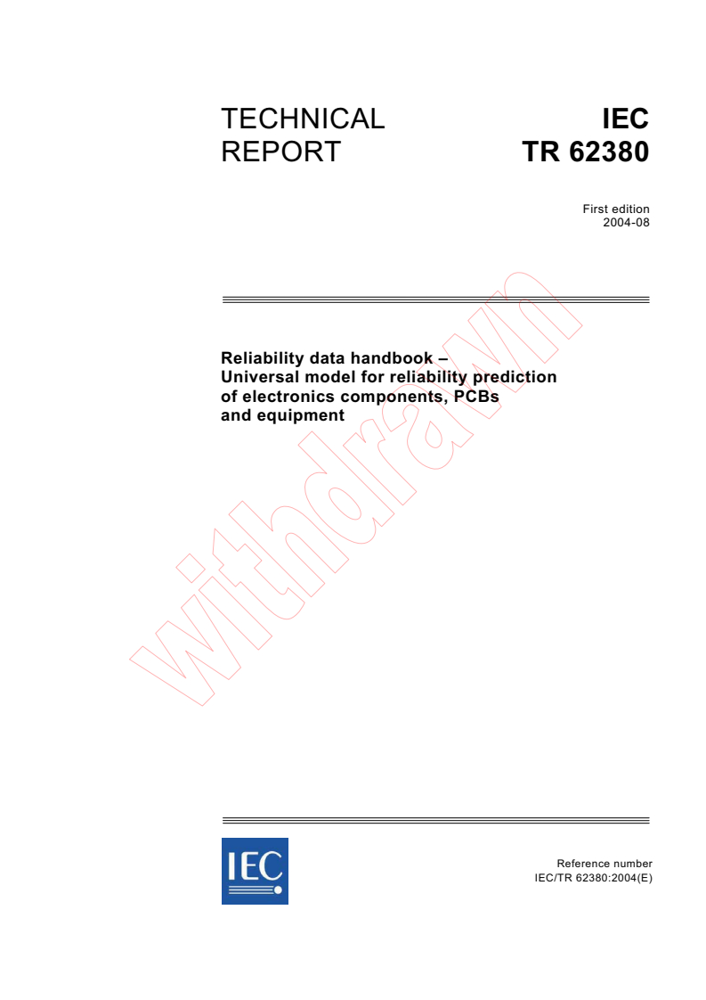 TECHNICAL
REPORT
IEC
TR 62380
First edition
2004-08
Reliability data handbook –
Universal model for reliability prediction
of electronics components, PCBs
and equipment
withdrawn
IEC
Reference number
IEC/TR 62380:2004(E)